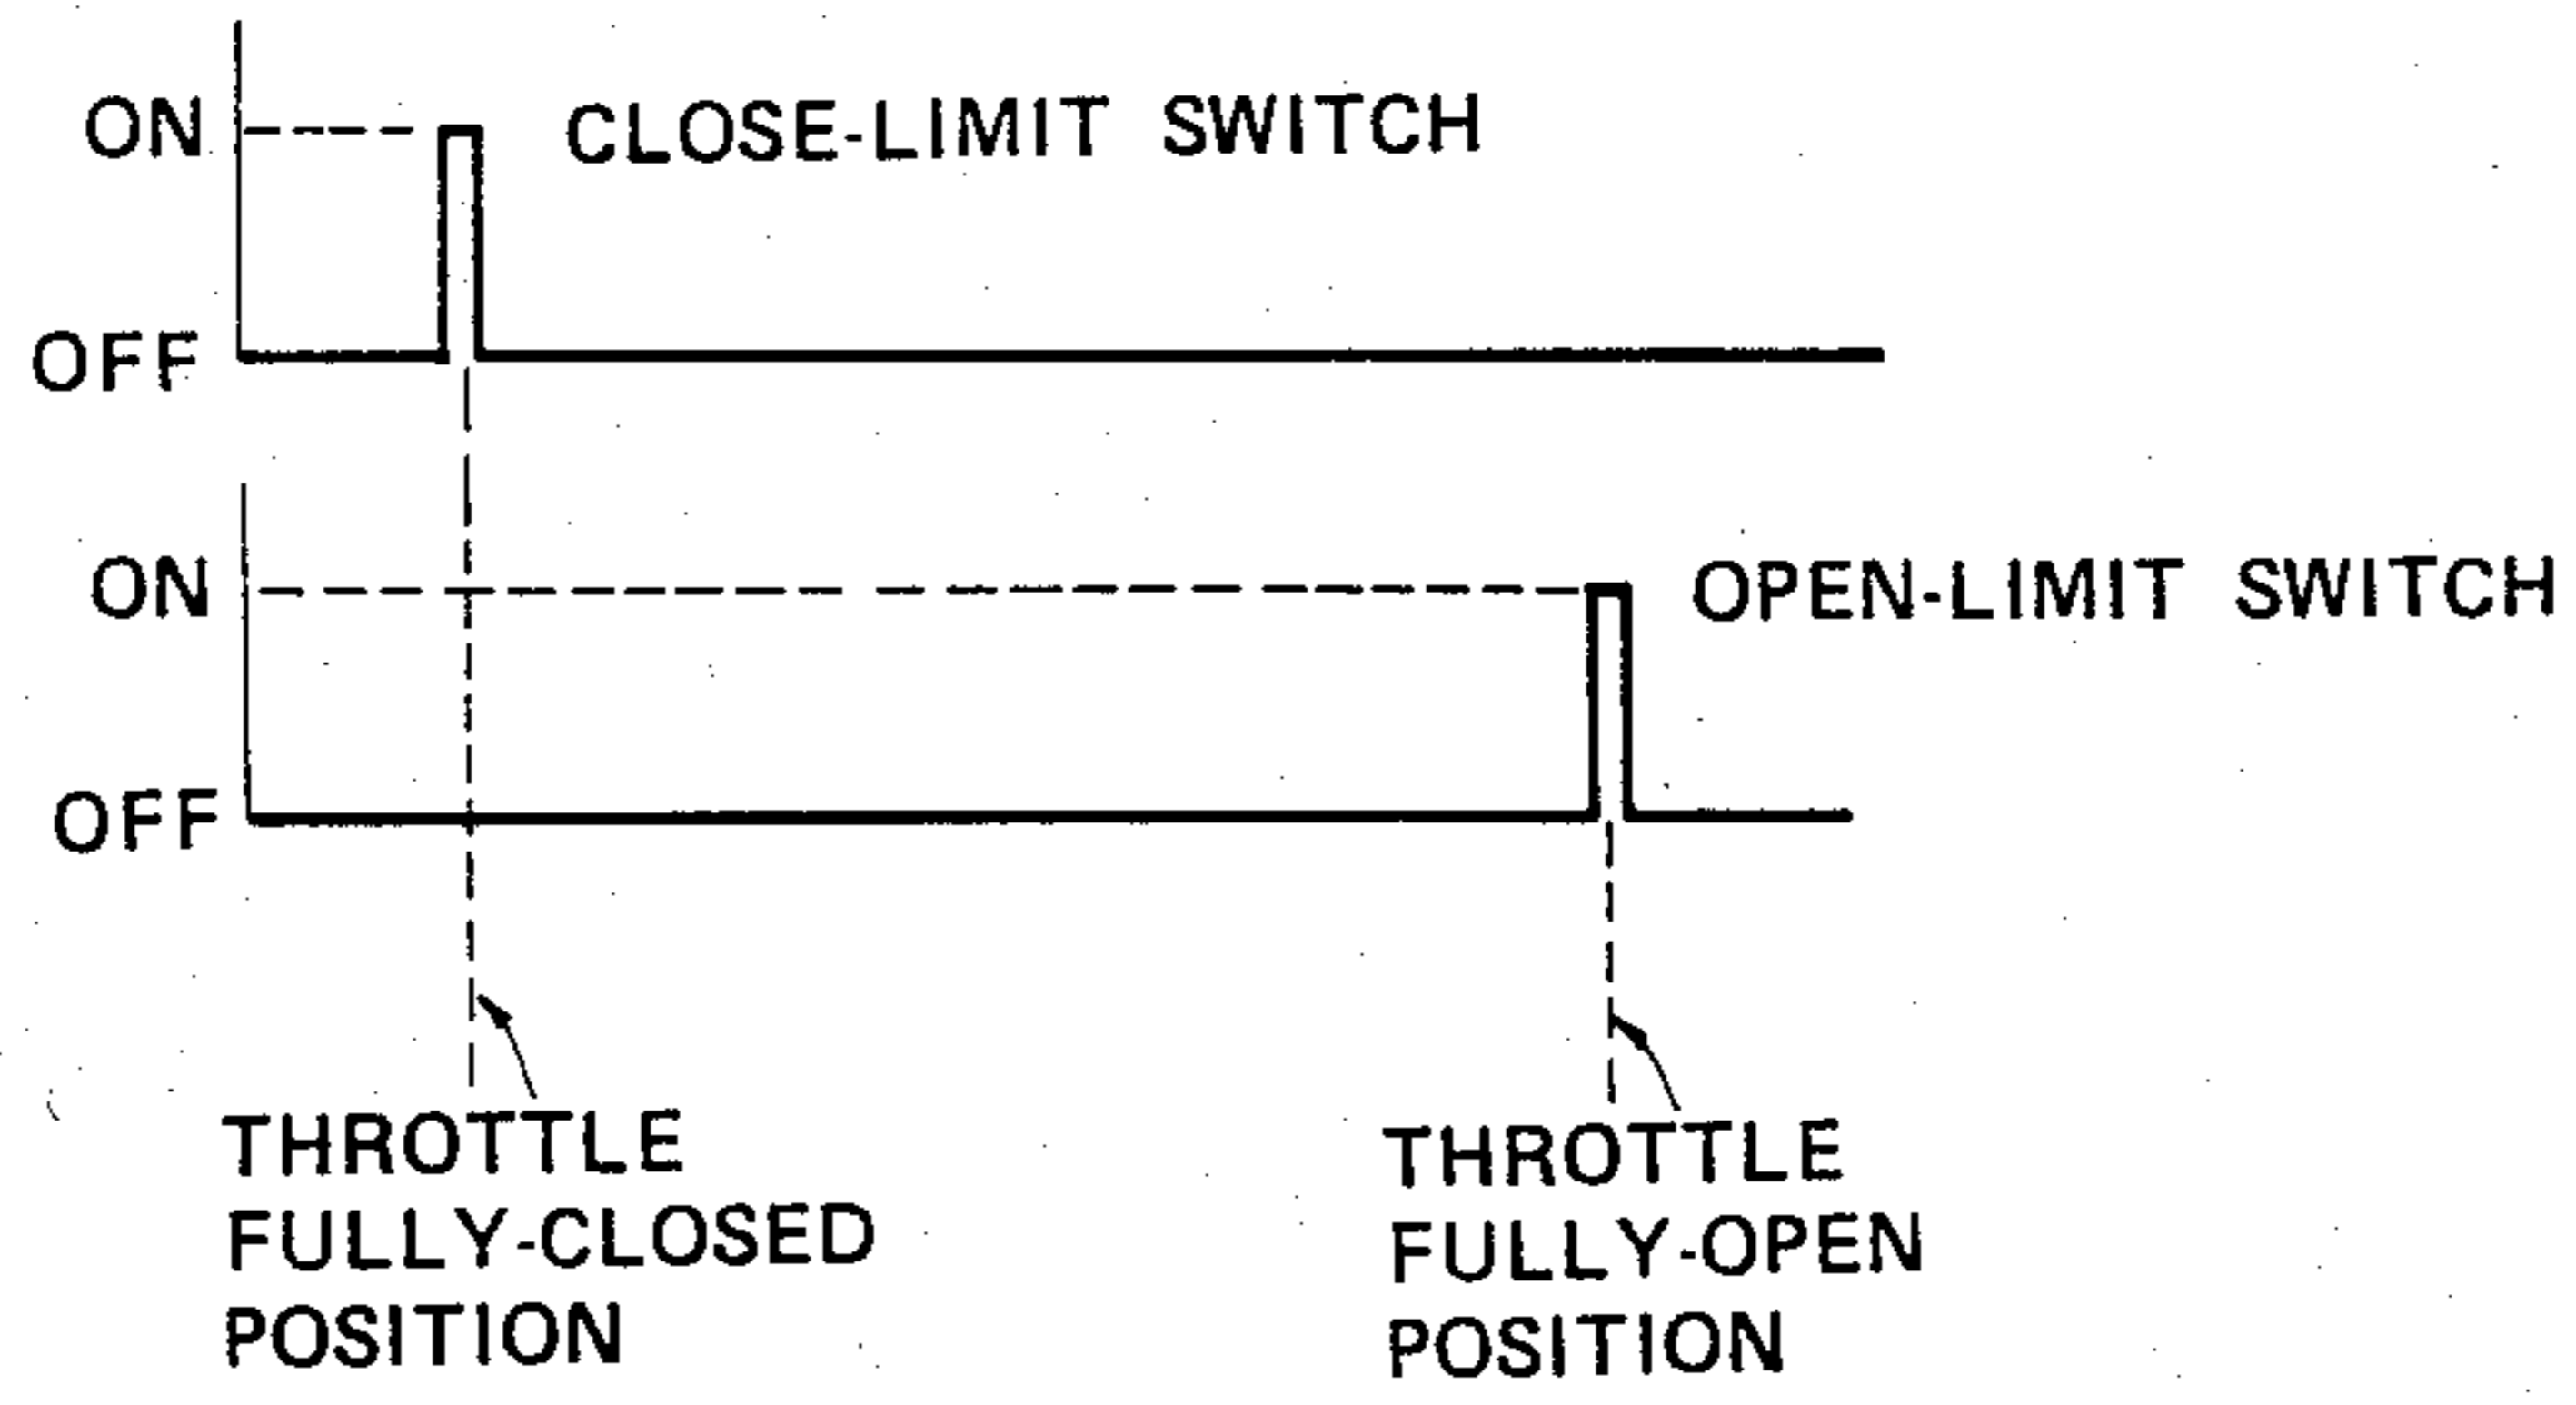 ON
CLOSE-LIMIT SWITCH
OFF
ON
OPEN-LIMIT SWITCH
OFF
THROTTLE
FULLY-CLOSED
POSITION
THROTTLE
FULLY-OPEN
POSITION